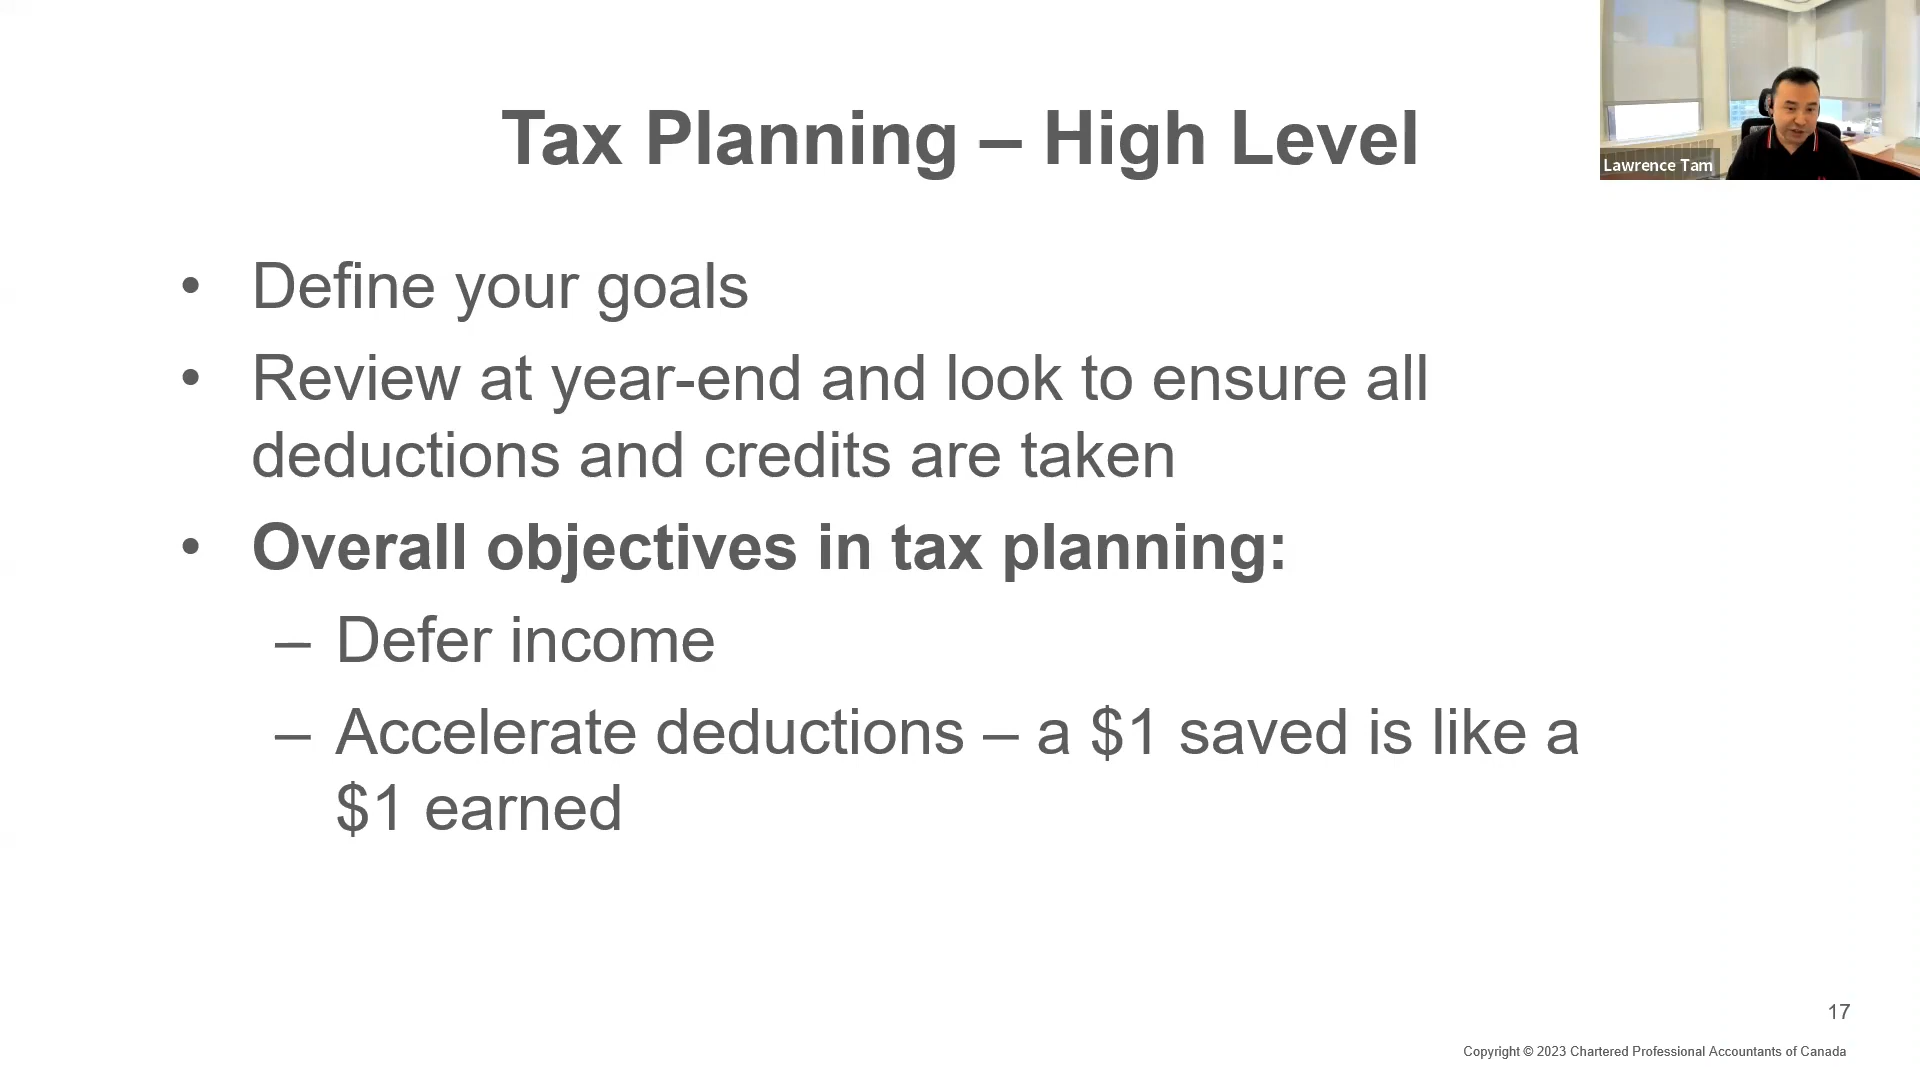 Tax Planning – High Level
Lawrence Tam
• Define your goals
• Review at year-end and look to ensure all
deductions and credits are taken
• Overall objectives in tax planning:
– Defer income
– Accelerate deductions – a $1 saved is like a
$1 earned
17
Copyright © 2023 Chartered Professional Accountants of Canada